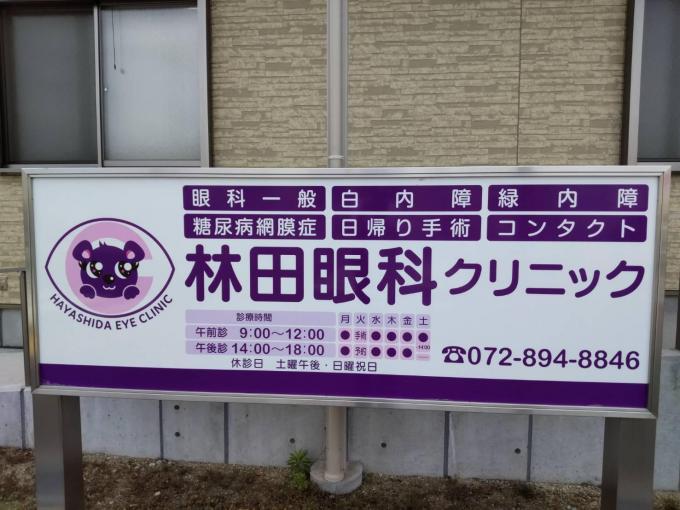 眼科一般 白内障 緑内障
糖尿病網膜症 日帰り手術 コンタクト
林田眼科クリニック
HAYASHIDA EYE CLINIC
診療時間 月 火 水 木 金 土
午前診 9:00〜12:00 ● 手術 ● ● ● ●
午後診 14:00〜18:00 ● 予約 ● ● ●
休診日 土曜午後・日曜祝日
☎072-894-8846